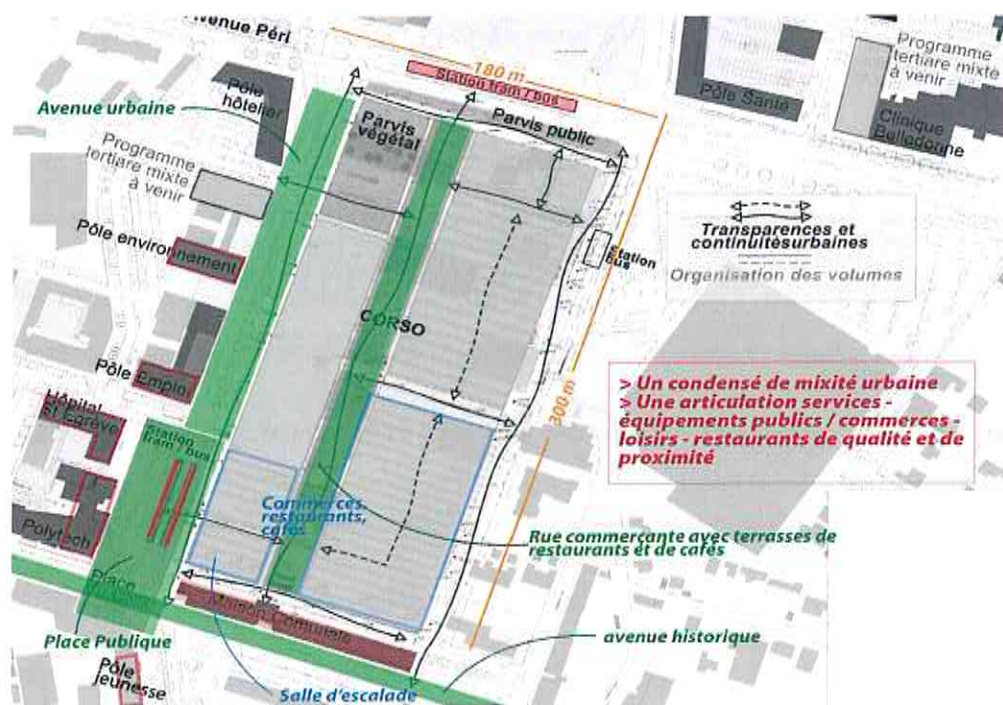 Avenue Péri
180 m
Station tram / bus
Programme
tertiaire mixte
à venir
Pôle Santé
Clinique
Belledonne
Avenue urbaine
Pôle
hôtelier
Parvis
végétal
Parvis public
Programme
tertiaire mixte
à venir
Station
bus
Transparences et
continuitésurbaines
Organisation des volumes
Pôle environnement
CORSO
300 m
Pôle Emploi
Hôpital
St Egrève
Station
tram / bus
> Un condensé de mixité urbaine
> Une articulation services -
équipements publics / commerces -
loisirs - restaurants de qualité et de
proximité
Commerces,
restaurants,
cafés
Polytech
Rue commerçante avec terrasses de
restaurants et de cafés
Place
Maison Comunale
Place Publique
avenue historique
Pôle
jeunesse
Salle d'escalade